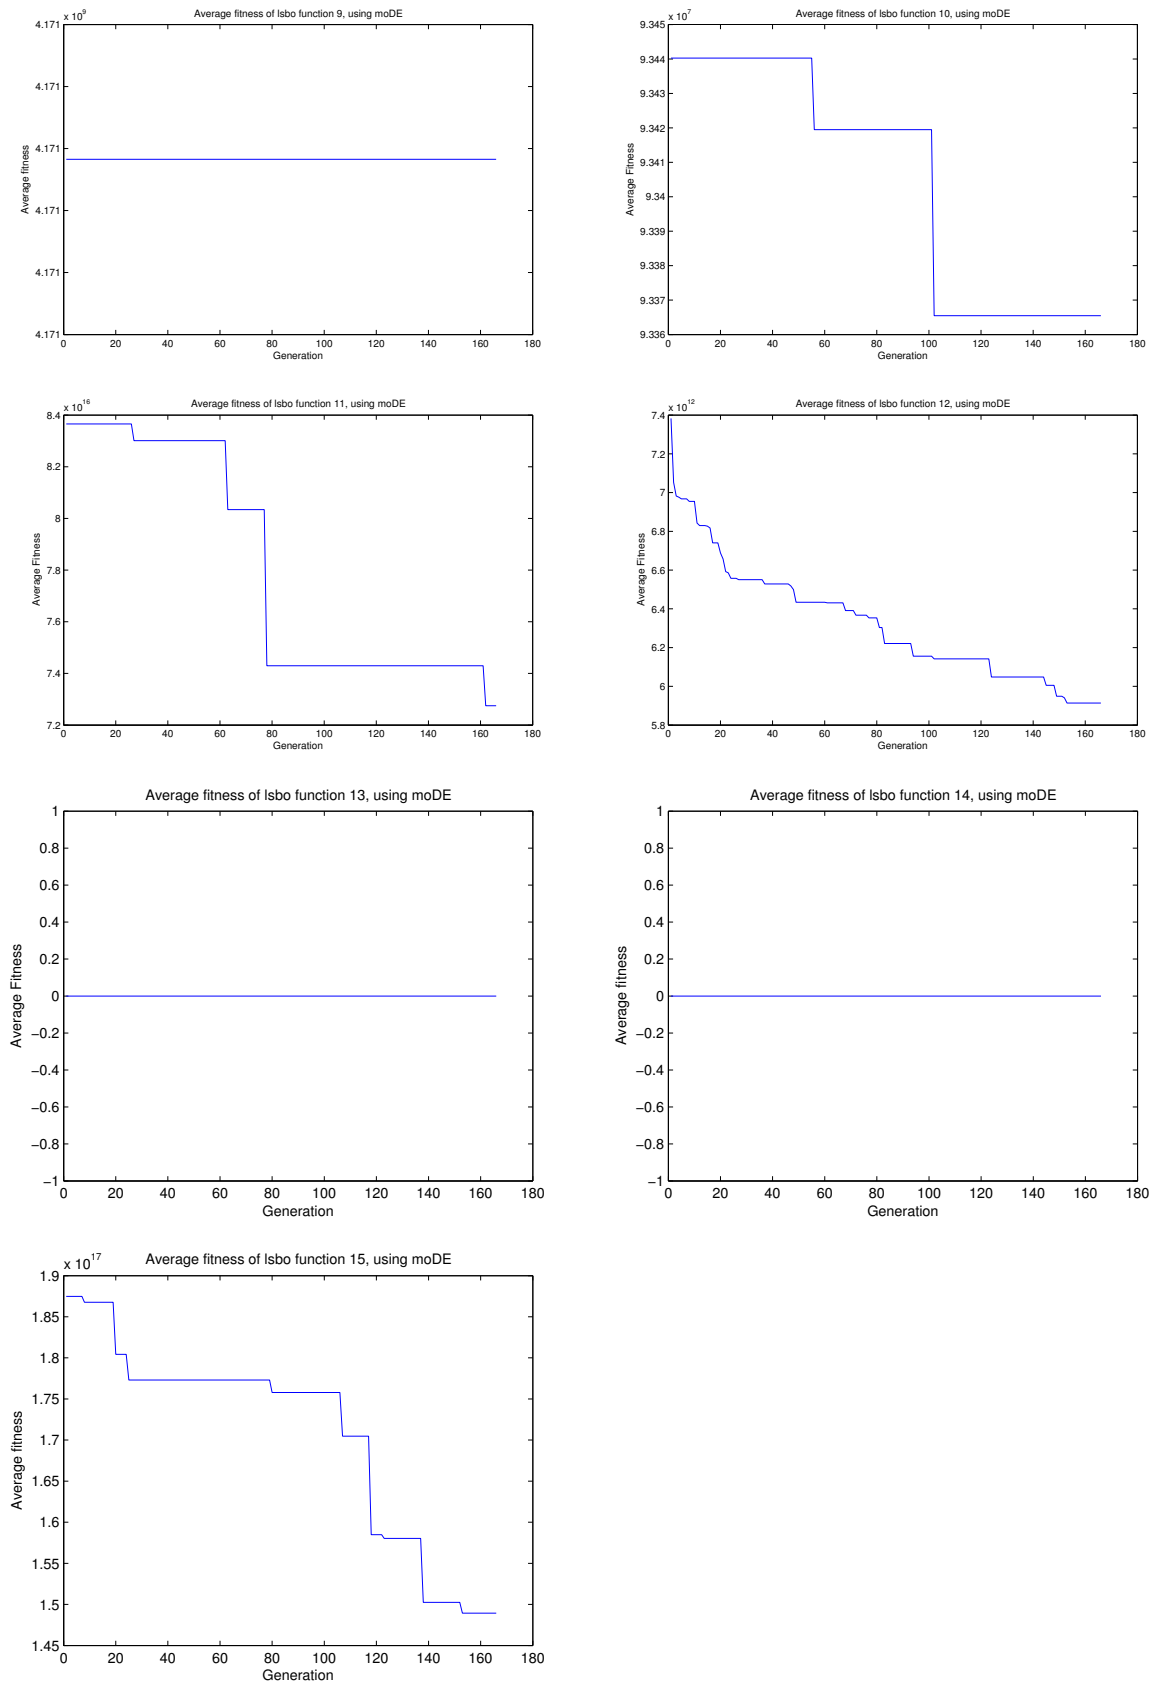 Average fitness of lsbo function 9, using moDE
x 10^9
4.171
4.171
4.171
4.171
4.171
4.171
Average fitness
0 20 40 60 80 100 120 140 160 180
Generation
Average fitness of lsbo function 10, using moDE
x 10^7
9.345
9.344
9.343
9.342
9.341
9.34
9.339
9.338
9.337
9.336
Average Fitness
0 20 40 60 80 100 120 140 160 180
Generation
Average fitness of lsbo function 11, using moDE
x 10^16
8.4
8.2
8
7.8
7.6
7.4
7.2
Average Fitness
0 20 40 60 80 100 120 140 160 180
Generation
Average fitness of lsbo function 12, using moDE
x 10^12
7.4
7.2
7
6.8
6.6
6.4
6.2
6
5.8
Average Fitness
0 20 40 60 80 100 120 140 160 180
Generation
Average fitness of lsbo function 13, using moDE
1
0.8
0.6
0.4
0.2
0
−0.2
−0.4
−0.6
−0.8
−1
Average Fitness
0 20 40 60 80 100 120 140 160 180
Generation
Average fitness of lsbo function 14, using moDE
1
0.8
0.6
0.4
0.2
0
−0.2
−0.4
−0.6
−0.8
−1
Average fitness
0 20 40 60 80 100 120 140 160 180
Generation
Average fitness of lsbo function 15, using moDE
x 10^17
1.9
1.85
1.8
1.75
1.7
1.65
1.6
1.55
1.5
1.45
Average fitness
0 20 40 60 80 100 120 140 160 180
Generation